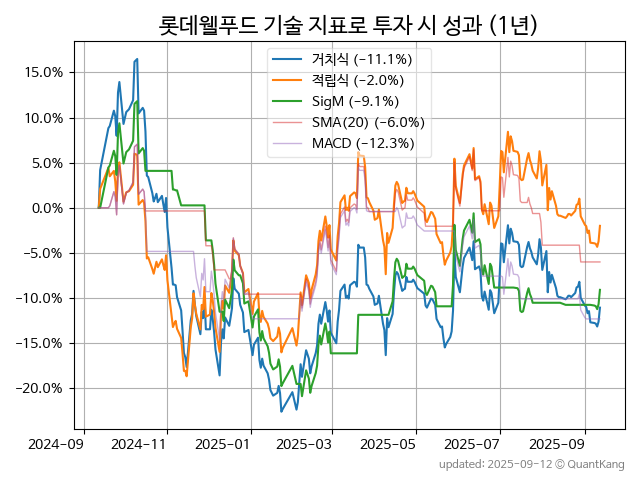 롯데웰푸드 기술 지표로 투자 시 성과 (1년)
거치식 (−11.1%)
적립식 (−2.0%)
SigM (−9.1%)
SMA(20) (−6.0%)
MACD (−12.3%)
15.0%
10.0%
5.0%
0.0%
−5.0%
−10.0%
−15.0%
−20.0%
2024-09
2024-11
2025-01
2025-03
2025-05
2025-07
2025-09
updated: 2025-09-12 © QuantKang